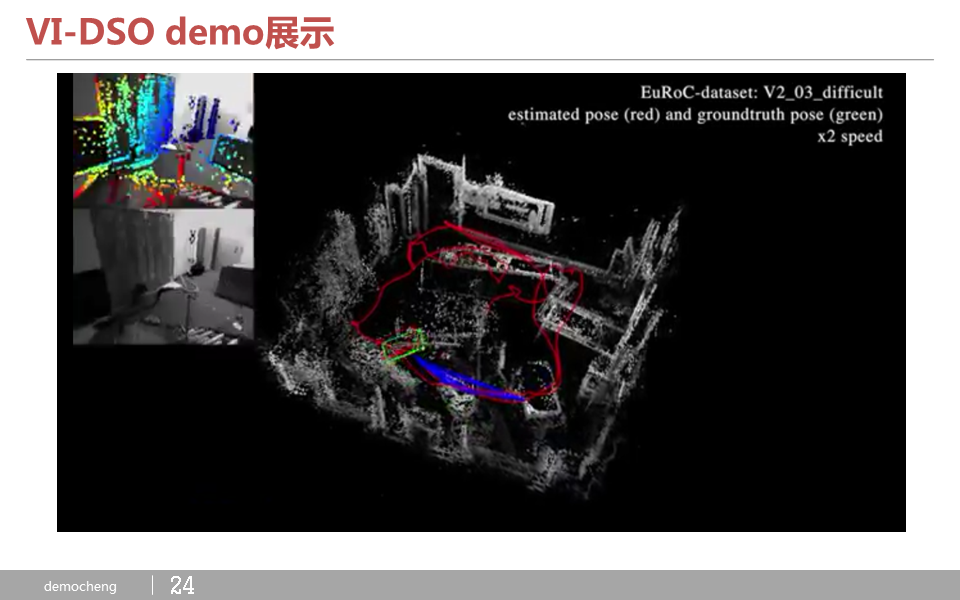 VI-DSO demo展示
EuRoC-dataset: V2_03_difficult
estimated pose (red) and groundtruth pose (green)
x2 speed
democheng
24